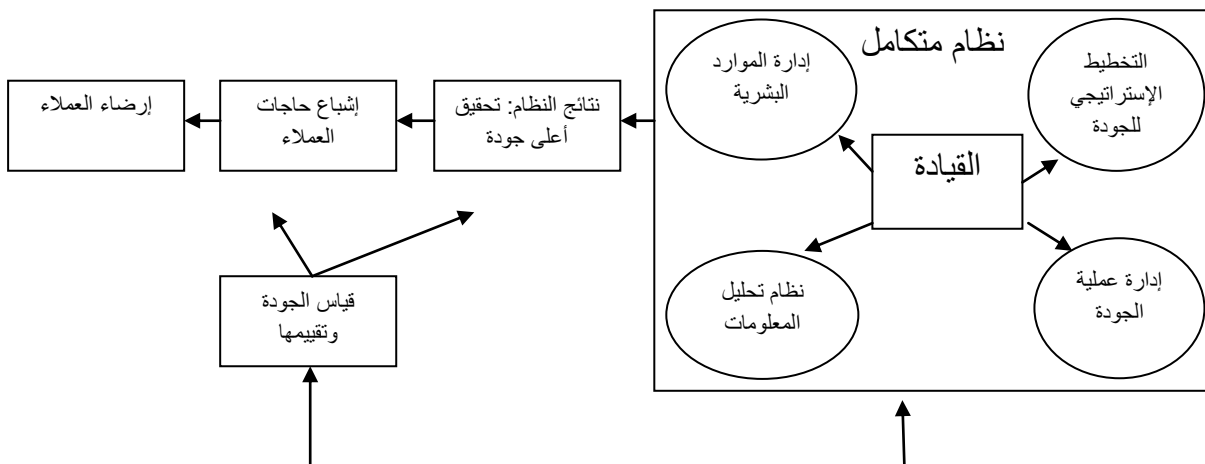 نظام متكامل
التخطيط
الإستراتيجي
للجودة
إدارة الموارد
البشرية
القيادة
إدارة عملية
الجودة
نظام تحليل
المعلومات
نتائج النظام: تحقيق
أعلى جودة
إشباع حاجات
العملاء
إرضاء العملاء
قياس الجودة
وتقييمها